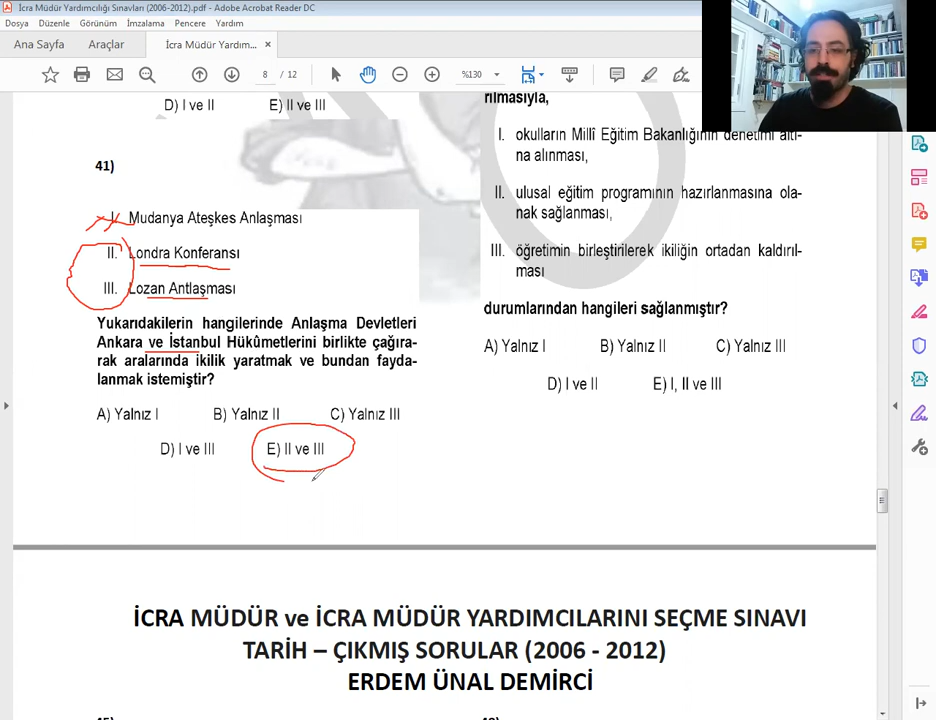 İcra Müdür Yardımcılığı Sınavları (2006-2012).pdf - Adobe Acrobat Reader DC
Dosya Düzenle Görünüm İmzalama Pencere Yardım
Ana Sayfa Araçlar İcra Müdür Yardım... ×
8 / 12 %130
D) I ve II E) II ve III
41)
I. Mudanya Ateşkes Anlaşması
II. Londra Konferansı
III. Lozan Antlaşması
Yukarıdakilerin hangilerinde Anlaşma Devletleri
Ankara ve İstanbul Hükûmetlerini birlikte çağıra-
rak aralarında ikilik yaratmak ve bundan fayda-
lanmak istemiştir?
A) Yalnız I B) Yalnız II C) Yalnız III
D) I ve III E) II ve III
rılmasıyla,
I. okulların Millî Eğitim Bakanlığının denetimi altı-
na alınması,
II. ulusal eğitim programının hazırlanmasına ola-
nak sağlanması,
III. öğretimin birleştirilerek ikiliğin ortadan kaldırıl-
ması
durumlarından hangileri sağlanmıştır?
A) Yalnız I B) Yalnız II C) Yalnız III
D) I ve II E) I, II ve III
İCRA MÜDÜR ve İCRA MÜDÜR YARDIMCILARINI SEÇME SINAVI
TARİH – ÇIKMIŞ SORULAR (2006 - 2012)
ERDEM ÜNAL DEMİRCİ